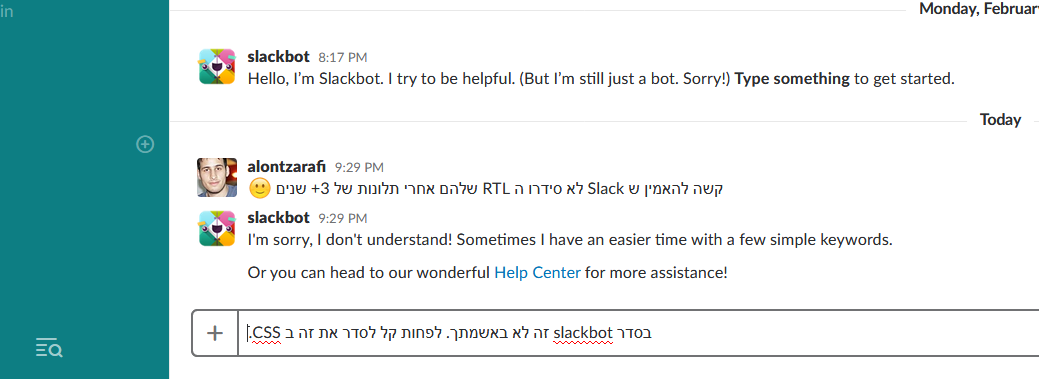 in
Monday, Februar
slackbot 8:17 PM
Hello, I'm Slackbot. I try to be helpful. (But I'm still just a bot. Sorry!) Type something to get started.
Today
alontzarafi 9:29 PM
קשה להאמין ש Slack לא סידרו ה RTL שלהם אחרי תלונות של 3+ שנים 🙂
slackbot 9:29 PM
I'm sorry, I don't understand! Sometimes I have an easier time with a few simple keywords.
Or you can head to our wonderful Help Center for more assistance!
בסדר slackbot זה לא באשמתך. לפחות קל לסדר את זה ב CSS.